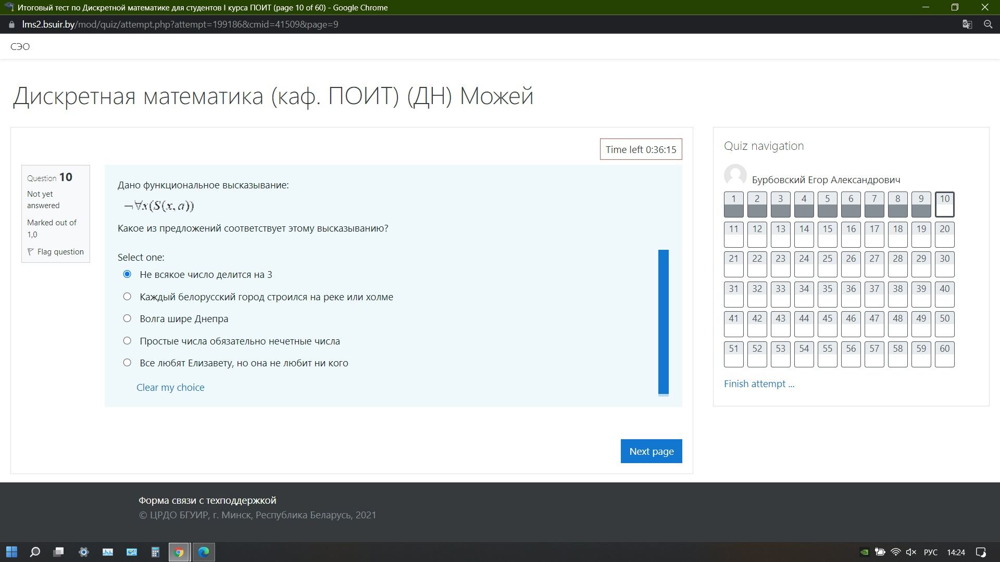 Итоговый тест по Дискретной математике для студентов I курса ПОИТ (page 10 of 60) - Google Chrome
lms2.bsuir.by/mod/quiz/attempt.php?attempt=199186&cmid=41509&page=9
СЭО
Дискретная математика (каф. ПОИТ) (ДН) Можей
Time left 0:36:15
Question 10
Not yet
answered
Marked out of
1,0
Flag question
Дано функциональное высказывание:
¬∀x(S(x,a))
Какое из предложений соответствует этому высказыванию?
Select one:
Не всякое число делится на 3
Каждый белорусский город строился на реке или холме
Волга шире Днепра
Простые числа обязательно нечетные числа
Все любят Елизавету, но она не любит ни кого
Clear my choice
Next page
Quiz navigation
Бурбовский Егор Александрович
1 2 3 4 5 6 7 8 9 10
11 12 13 14 15 16 17 18 19 20
21 22 23 24 25 26 27 28 29 30
31 32 33 34 35 36 37 38 39 40
41 42 43 44 45 46 47 48 49 50
51 52 53 54 55 56 57 58 59 60
Finish attempt ...
Форма связи с техподдержкой
© ЦРДО БГУИР, г. Минск, Республика Беларусь, 2021
РУС 14:24